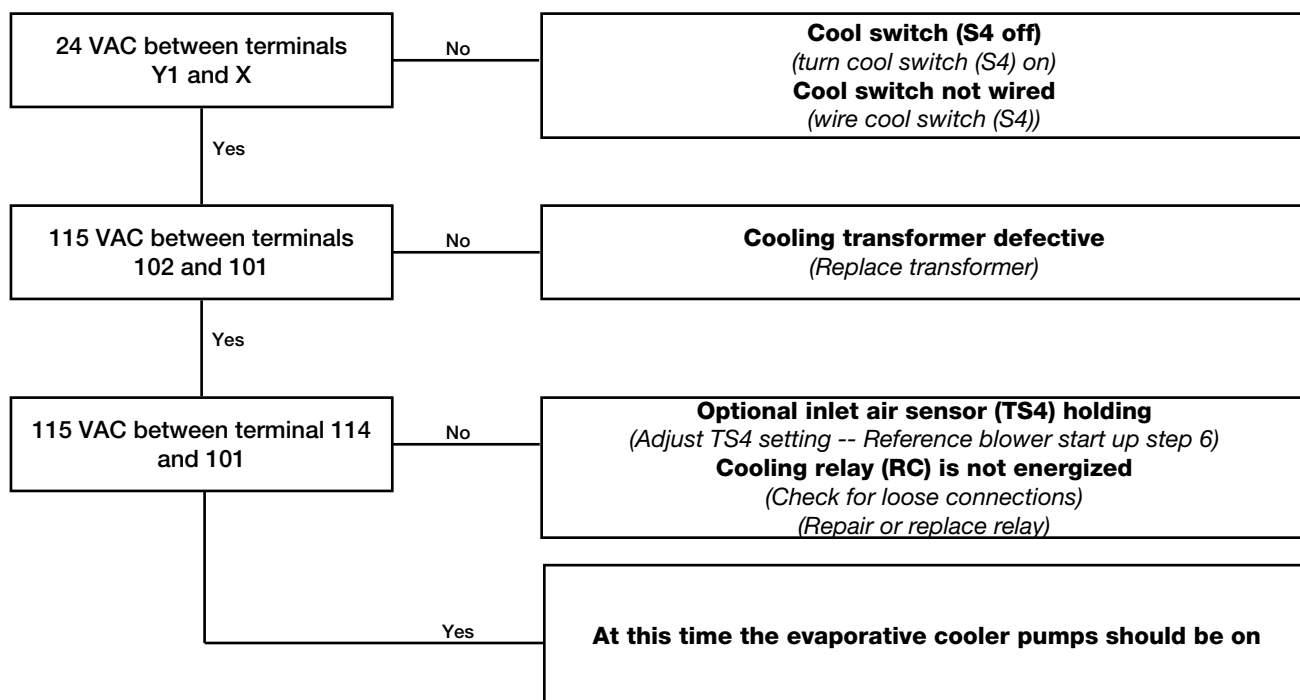 24 VAC between terminals
Y1 and X
No
Cool switch (S4 off)
(turn cool switch (S4) on)
Cool switch not wired
(wire cool switch (S4))
Yes
115 VAC between terminals
102 and 101
No
Cooling transformer defective
(Replace transformer)
Yes
115 VAC between terminal 114
and 101
No
Optional inlet air sensor (TS4) holding
(Adjust TS4 setting -- Reference blower start up step 6)
Cooling relay (RC) is not energized
(Check for loose connections)
(Repair or replace relay)
Yes
At this time the evaporative cooler pumps should be on